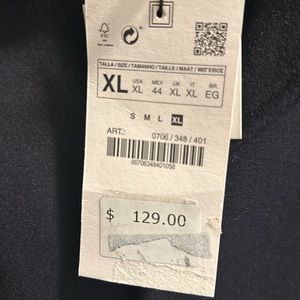 FSC
TALLA / SIZE / TAMANHO / TAILLE / MAAT / ΜΕΓΕΘΟΣ
XL
USA MEX UK IT BR
XL 44 XL XL EG
S M L XL
ART.: 0706 / 348 / 401
00706348401056
$ 129.00